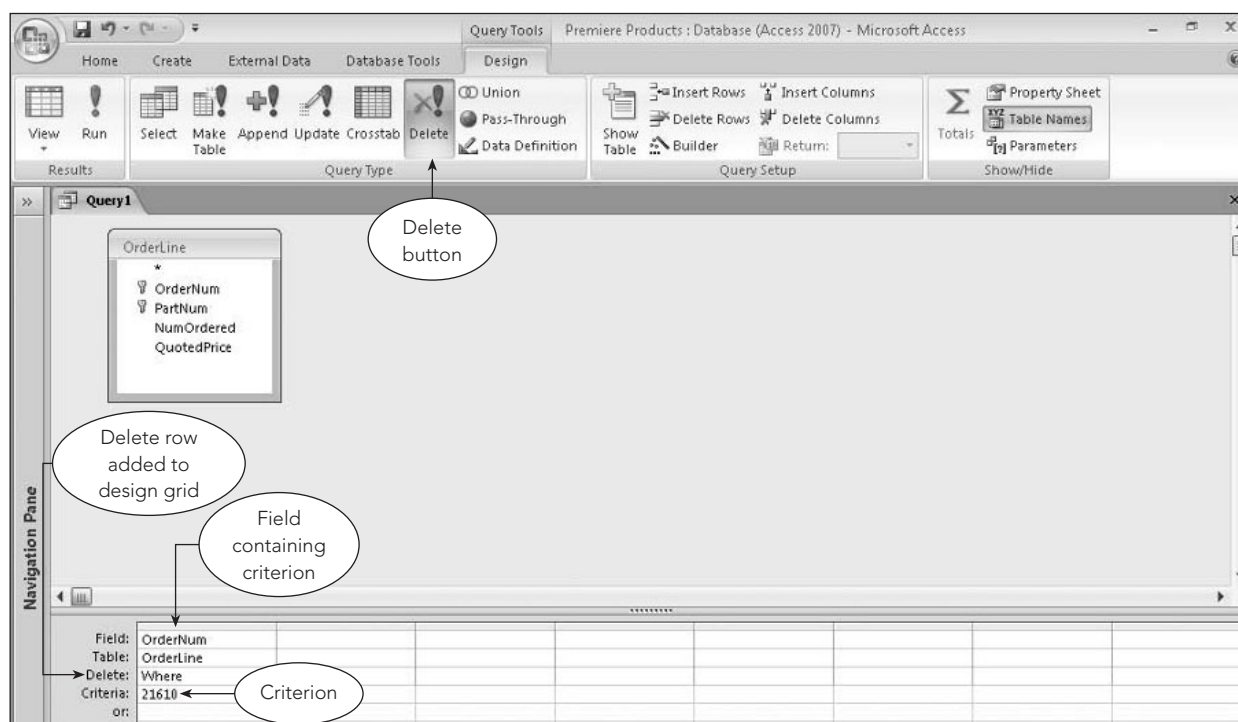 Query Tools
Premiere Products : Database (Access 2007) - Microsoft Access
Home Create External Data Database Tools Design
View
Run
Results
Select
Make Table
Append
Update
Crosstab
Delete
Union
Pass-Through
Data Definition
Query Type
Show Table
Insert Rows
Delete Rows
Builder
Insert Columns
Delete Columns
Return:
Query Setup
Totals
Property Sheet
Table Names
Parameters
Show/Hide
»
Query1
Delete
button
OrderLine
*
OrderNum
PartNum
NumOrdered
QuotedPrice
Delete row
added to
design grid
Field
containing
criterion
Navigation Pane
Field: OrderNum
Table: OrderLine
Delete: Where
Criteria: 21610
or:
Criterion